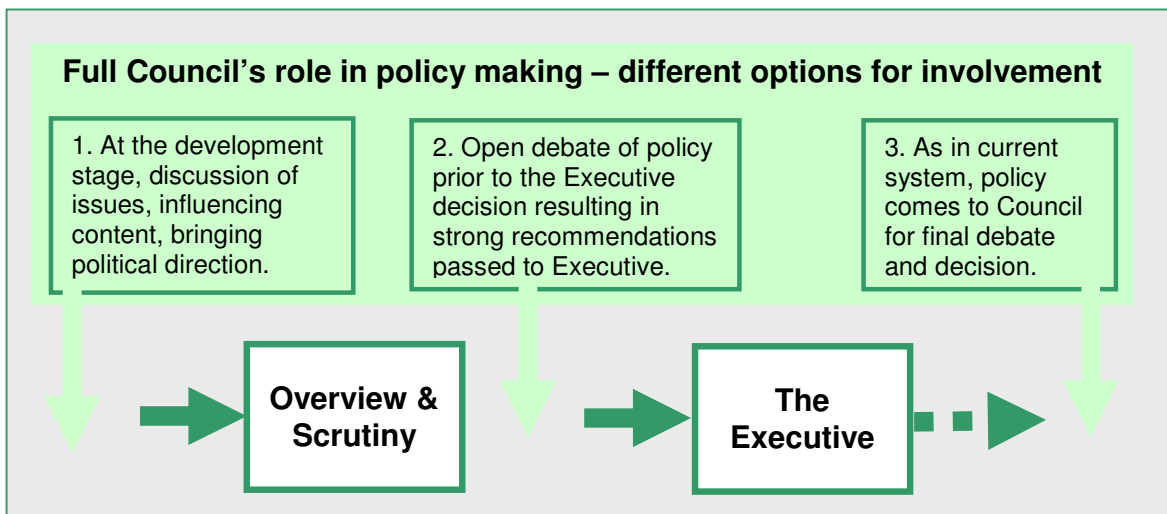 Full Council’s role in policy making – different options for involvement
1. At the development
stage, discussion of
issues, influencing
content, bringing
political direction.
2. Open debate of policy
prior to the Executive
decision resulting in
strong recommendations
passed to Executive.
3. As in current
system, policy
comes to Council
for final debate
and decision.
Overview &
Scrutiny
The
Executive